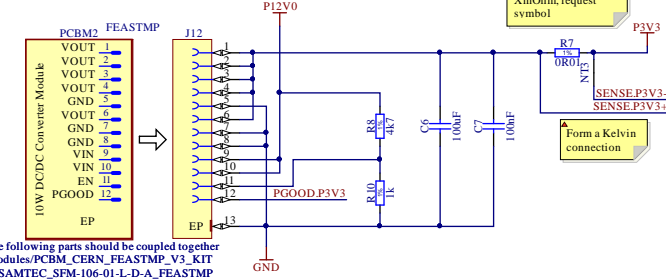 XmOhm, request
symbol
P12V0
P3V3
PCBM2
FEASTMP
J12
10W DC/DC Converter Module
VOUT 1
VOUT 2
VOUT 3
VOUT 4
GND 5
VOUT 6
GND 7
GND 8
VIN 9
VIN 10
EN 11
PGOOD 12
EP
1
2
3
4
5
6
7
8
9
10
11
12
EP 13
PGOOD.P3V3
R8
1%
4k7
R10
1%
1k
C6
100uF
C7
100nF
R7
1%
0R01
NT3
SENSE.P3V3-
SENSE.P3V3+
Form a Kelvin
connection
GND
e following parts should be coupled together
odules/PCBM_CERN_FEASTMP_V3_KIT
SAMTEC_SFM-106-01-L-D-A_FEASTMP